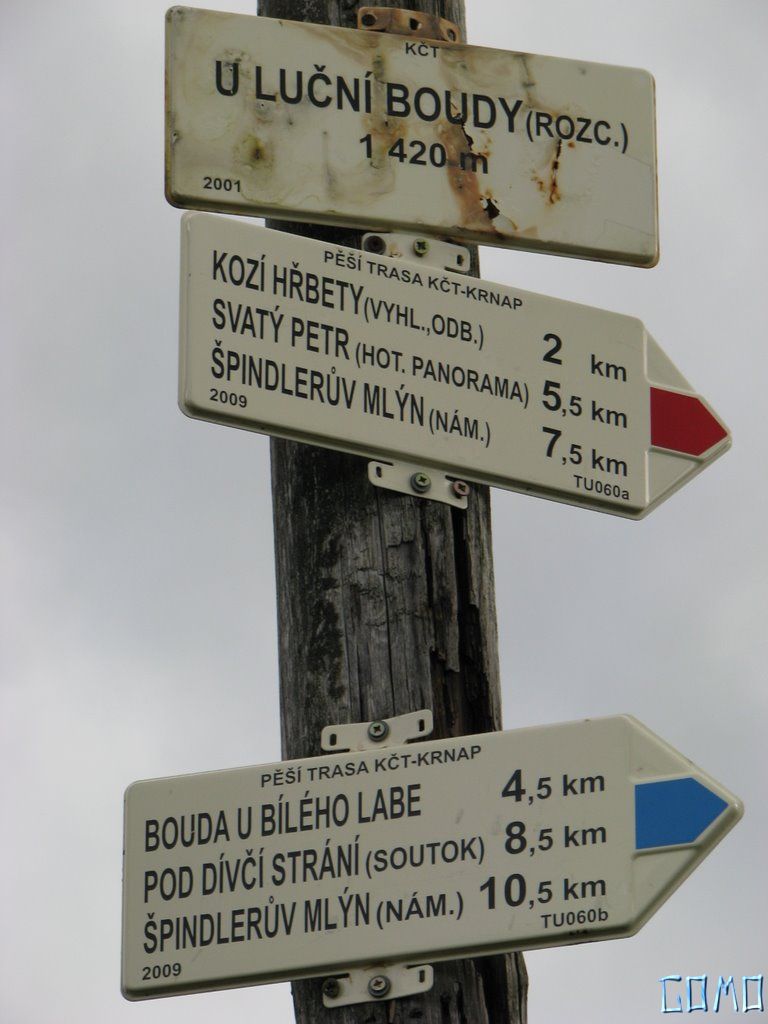 KČT
U LUČNÍ BOUDY (ROZC.)
1 420 m
2001
PĚŠÍ TRASA KČT-KRNAP
KOZÍ HŘBETY (VYHL.,ODB.) 2 km
SVATÝ PETR (HOT. PANORAMA) 5,5 km
ŠPINDLERŮV MLÝN (NÁM.) 7,5 km
2009 TU060a
PĚŠÍ TRASA KČT-KRNAP
BOUDA U BÍLÉHO LABE 4,5 km
POD DÍVČÍ STRÁNÍ (SOUTOK) 8,5 km
ŠPINDLERŮV MLÝN (NÁM.) 10,5 km
2009 TU060b
GOMO